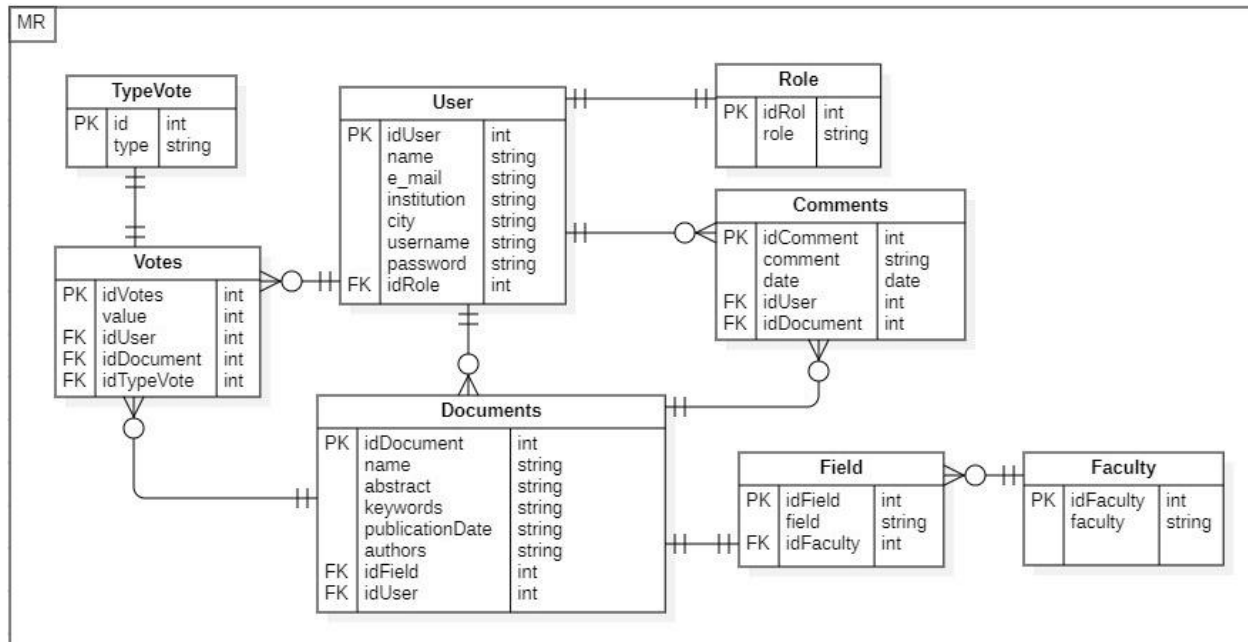 MR
TypeVote
PK id int
type string
User
PK idUser int
name string
e_mail string
institution string
city string
username string
password string
FK idRole int
Role
PK idRol int
role string
Comments
PK idComment int
comment string
date date
FK idUser int
FK idDocument int
Votes
PK idVotes int
value int
FK idUser int
FK idDocument int
FK idTypeVote int
Documents
PK idDocument int
name string
abstract string
keywords string
publicationDate string
authors string
FK idField int
FK idUser int
Field
PK idField int
field string
FK idFaculty int
Faculty
PK idFaculty int
faculty string